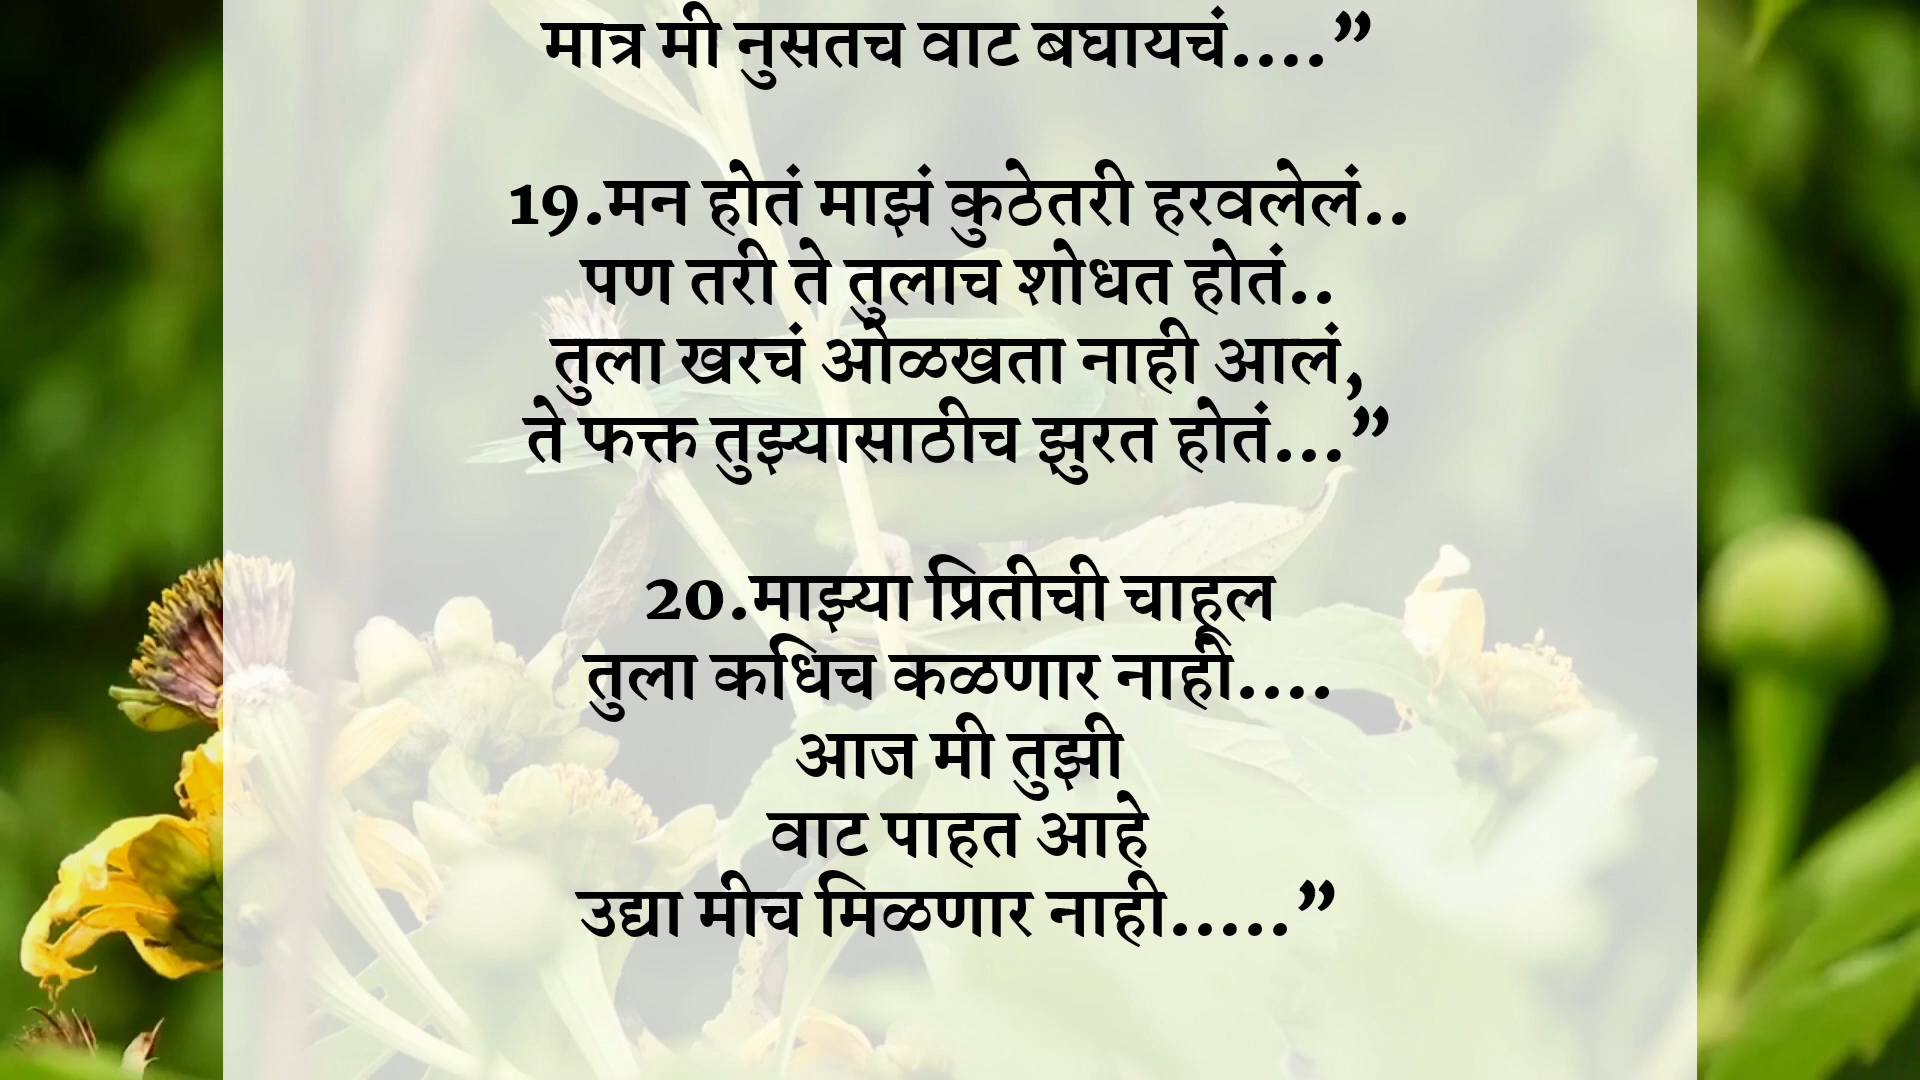 मात्र मी नुसतच वाट बघायचं....”
19.मन होतं माझं कुठेतरी हरवलेलं..
पण तरी ते तुलाच शोधत होतं..
तुला खरचं ओळखता नाही आलं,
ते फक्त तुझ्यासाठीच झुरत होतं...”
20.माझ्या प्रितीची चाहूल
तुला कधिच कळणार नाही....
आज मी तुझी
वाट पाहत आहे
उद्या मीच मिळणार नाही.....”